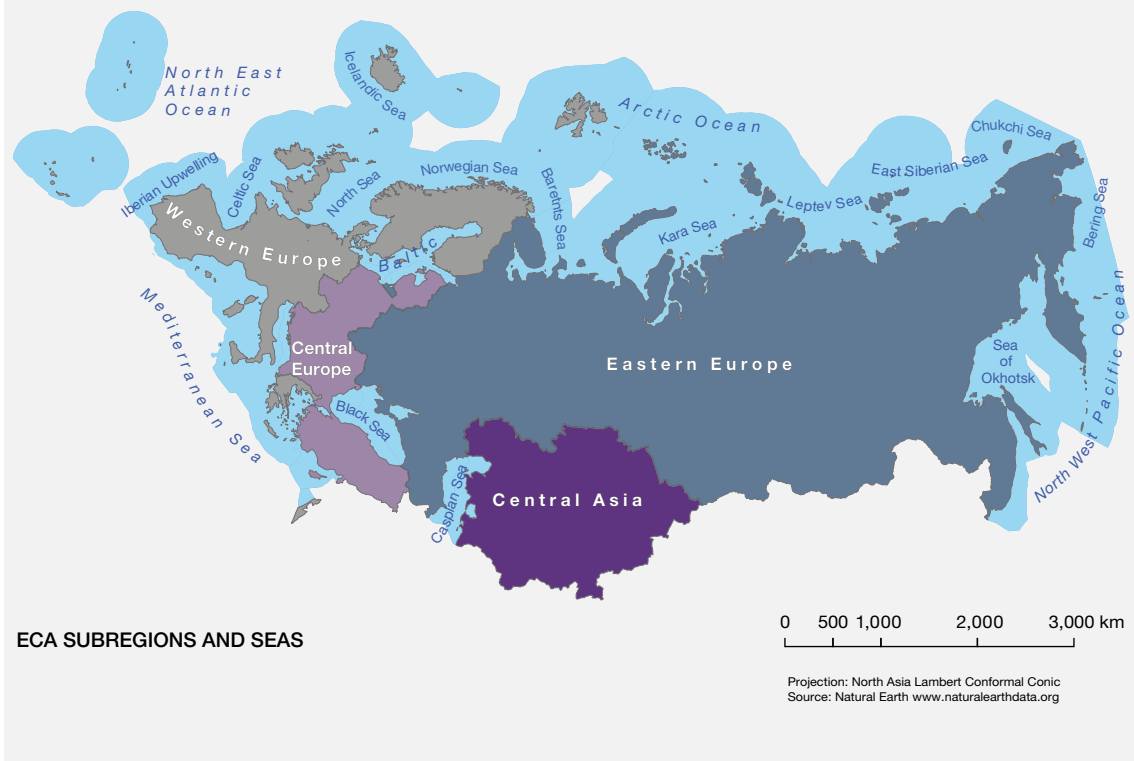 North East
Atlantic
Ocean
Icelandic Sea
Arctic Ocean
Chukchi Sea
Iberian Upwelling
Celtic Sea
North Sea
Norwegian Sea
Baretnts Sea
Kara Sea
Leptev Sea
East Siberian Sea
Bering Sea
Western Europe
Baltic
Mediterranean Sea
Central
Europe
Black Sea
Eastern Europe
Sea
of
Okhotsk
North West Pacific Ocean
Caspian Sea
Central Asia
ECA SUBREGIONS AND SEAS
0 500 1,000 2,000 3,000 km
Projection: North Asia Lambert Conformal Conic
Source: Natural Earth www.naturalearthdata.org